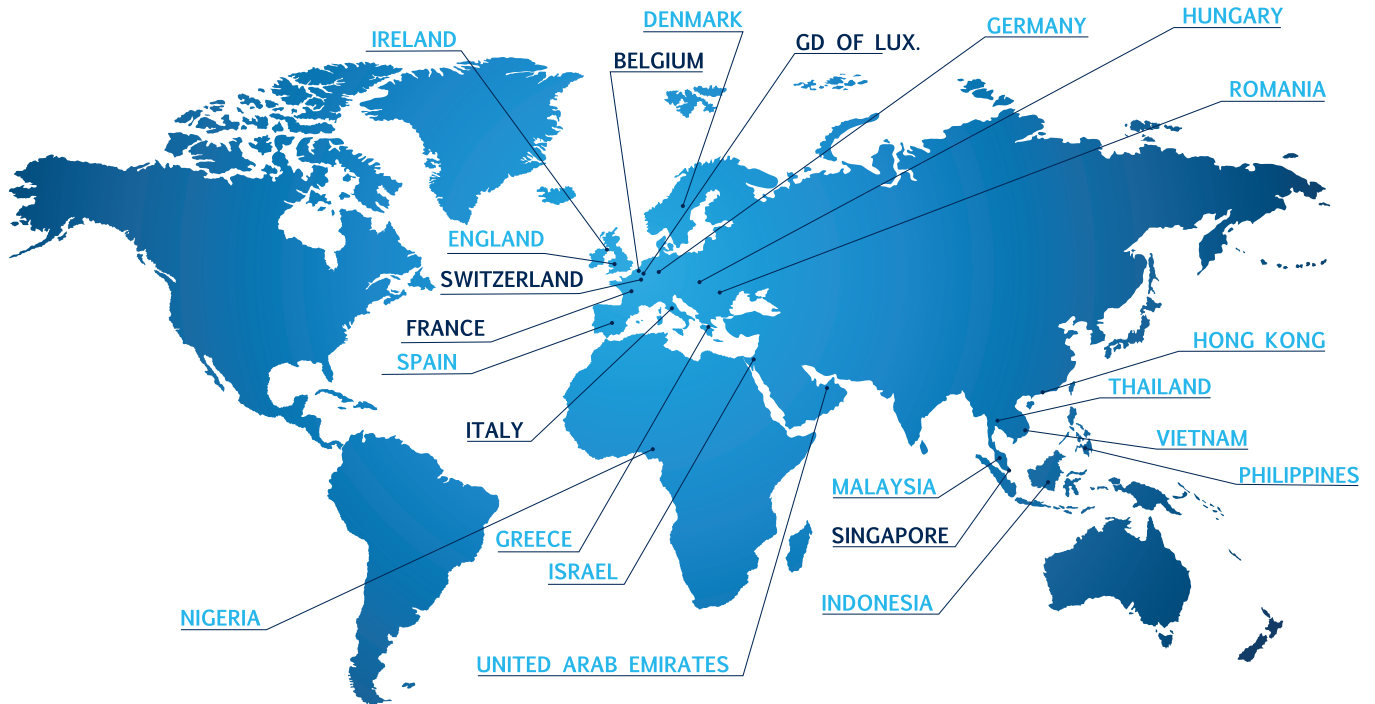 DENMARK
HUNGARY
GERMANY
IRELAND
GD OF LUX.
BELGIUM
ROMANIA
ENGLAND
SWITZERLAND
FRANCE
HONG KONG
SPAIN
THAILAND
ITALY
VIETNAM
PHILIPPINES
MALAYSIA
SINGAPORE
GREECE
ISRAEL
INDONESIA
NIGERIA
UNITED ARAB EMIRATES